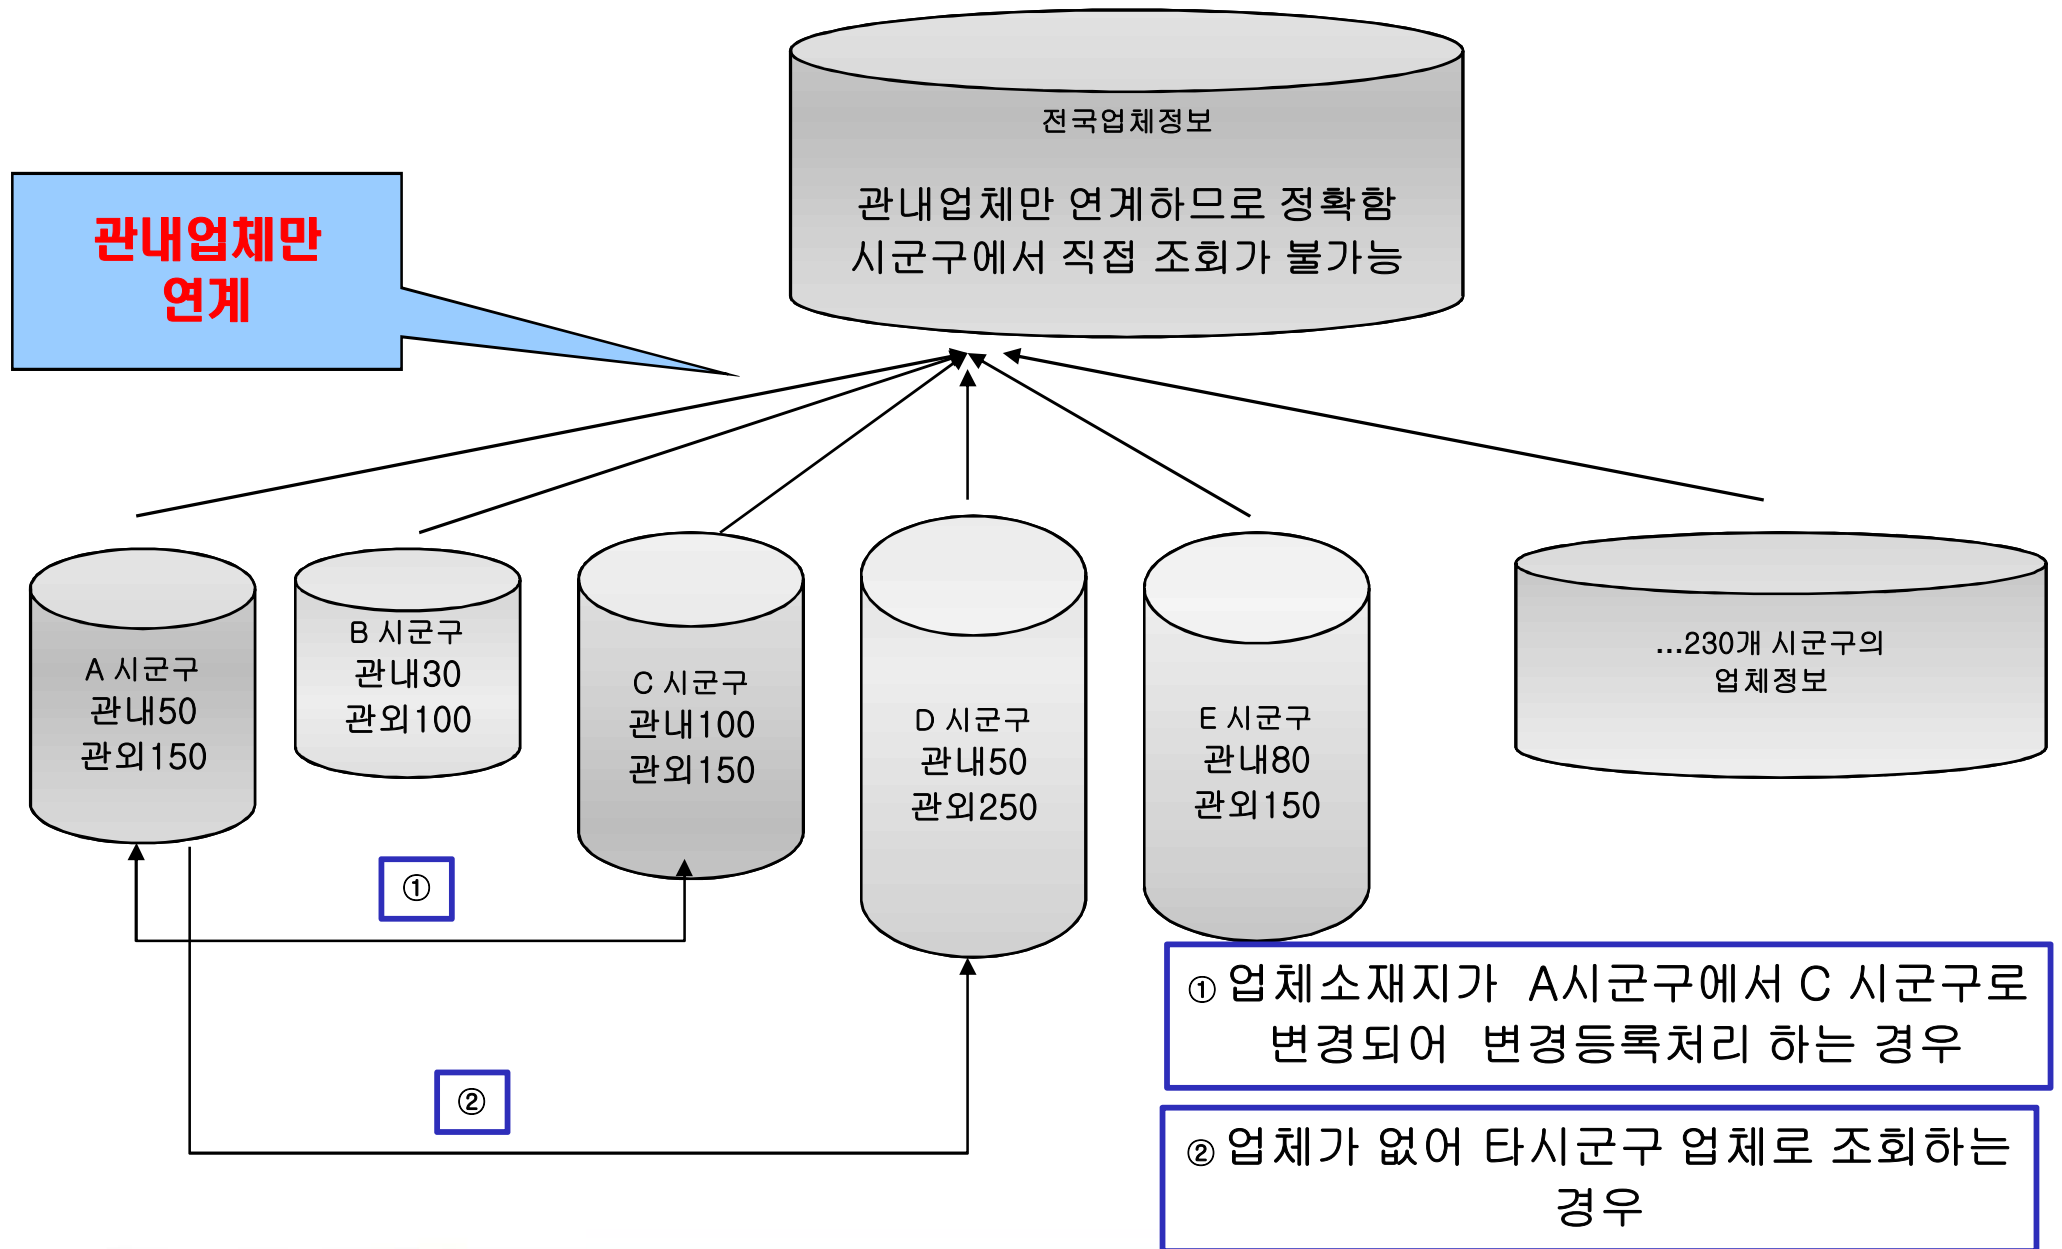 전국업체정보
관내업체만 연계하므로 정확함
시군구에서 직접 조회가 불가능
관내업체만
연계
A 시군구
관내50
관외150
B 시군구
관내30
관외100
C 시군구
관내100
관외150
D 시군구
관내50
관외250
E 시군구
관내80
관외150
...230개 시군구의
업체정보
①
②
① 업체소재지가 A시군구에서 C 시군구로
변경되어 변경등록처리 하는 경우
② 업체가 없어 타시군구 업체로 조회하는
경우